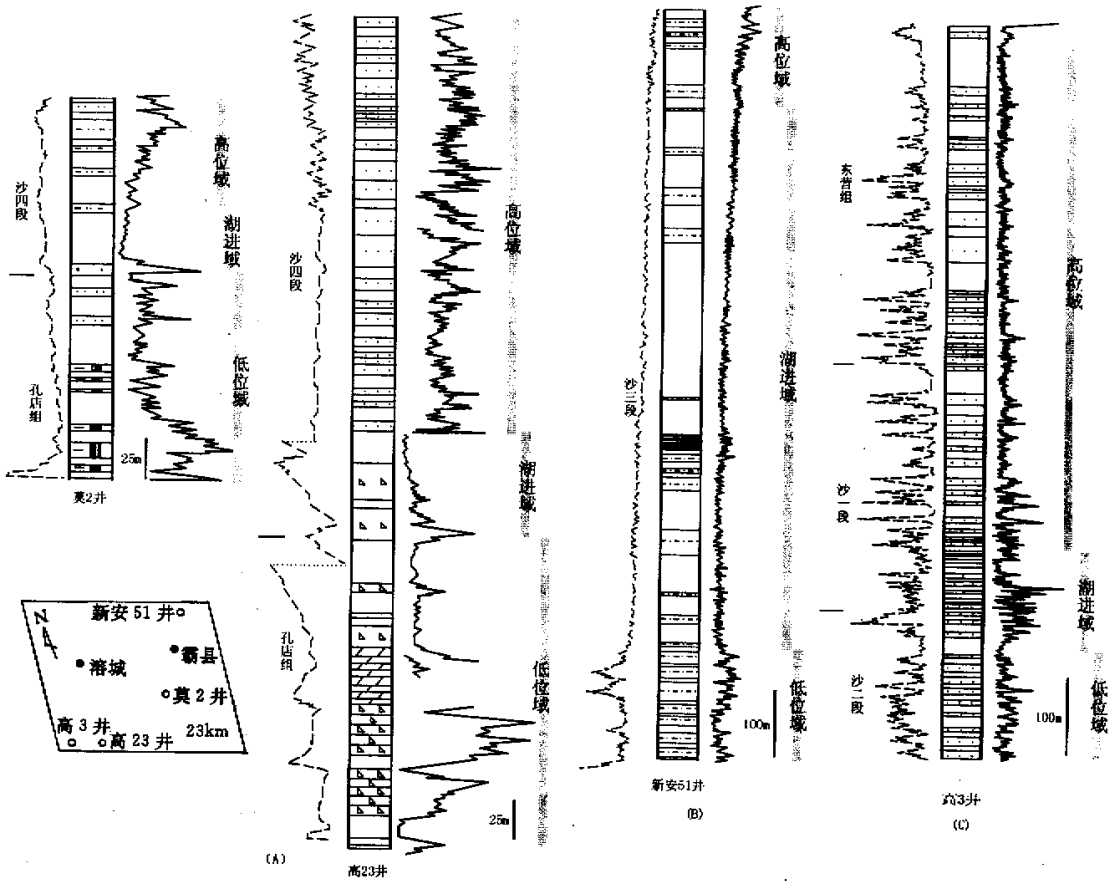 沙四段
孔店组
高位域
湖进域
低位域
25m
莫2井
沙四段
孔店组
高位域
湖进域
低位域
25m
(A)
高23井
沙三段
高位域
湖进域
低位域
100m
新安51井
(B)
东营组
沙一段
沙二段
高位域
湖进域
低位域
100m
高3井
(C)
N
新安51井
霸县
溶城
莫2井
高3井
高23井
23km